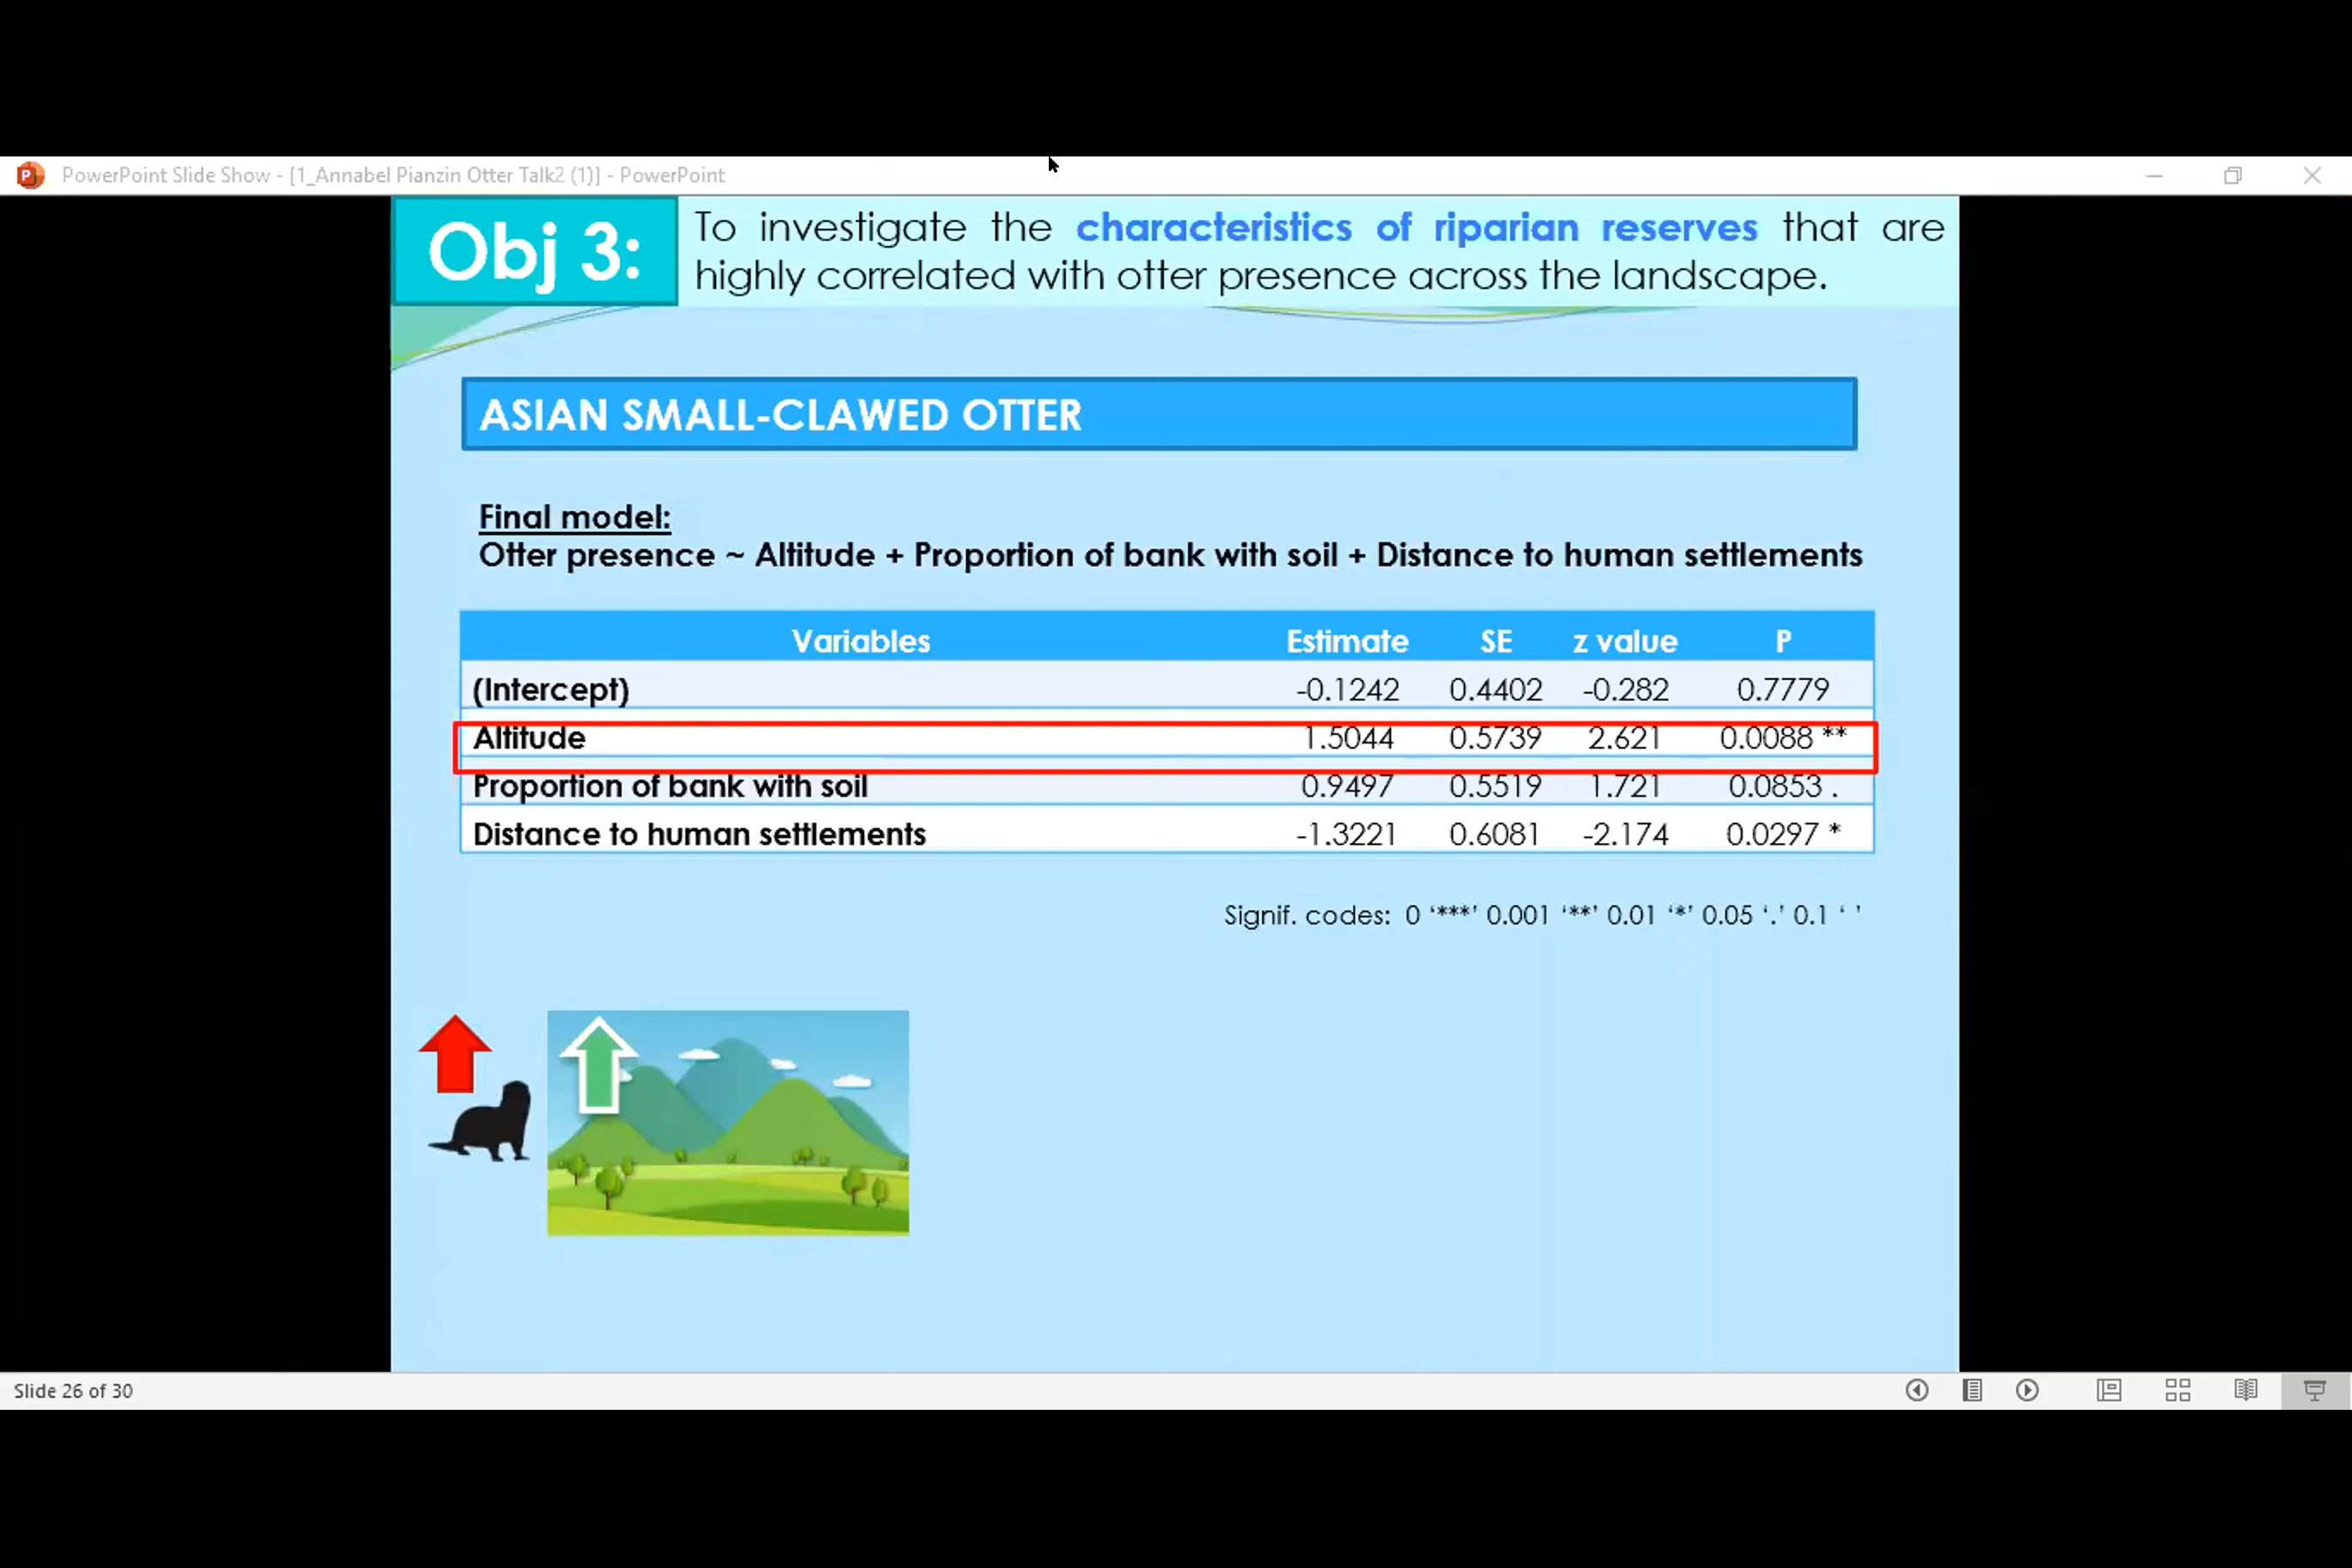 PowerPoint Slide Show - [1_Annabel Pianzin Otter Talk2 (1)] - PowerPoint
Obj 3:
To investigate the characteristics of riparian reserves that are
highly correlated with otter presence across the landscape.
ASIAN SMALL-CLAWED OTTER
Final model:
Otter presence ~ Altitude + Proportion of bank with soil + Distance to human settlements
Variables Estimate SE z value P
(Intercept) -0.1242 0.4402 -0.282 0.7779
Altitude 1.5044 0.5739 2.621 0.0088 **
Proportion of bank with soil 0.9497 0.5519 1.721 0.0853 .
Distance to human settlements -1.3221 0.6081 -2.174 0.0297 *
Signif. codes: 0 ‘***’ 0.001 ‘**’ 0.01 ‘*’ 0.05 ‘.’ 0.1 ‘ ’
Slide 26 of 30